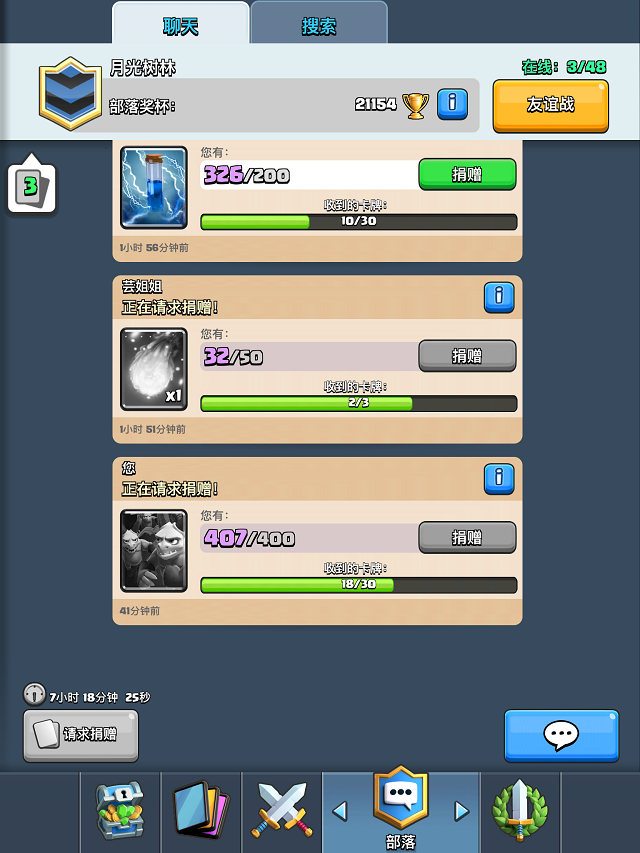 聊天
搜索
月光树林
在线: 3/48
部落奖杯:
21154
友谊战
3
您有:
326/200
捐赠
收到的卡牌:
10/30
1小时 56分钟前
芸姐姐
正在请求捐赠!
您有:
32/50
捐赠
x1
收到的卡牌:
2/3
1小时 51分钟前
您
正在请求捐赠!
您有:
407/400
捐赠
收到的卡牌:
18/30
41分钟前
7小时 18分钟 25秒
请求捐赠
部落